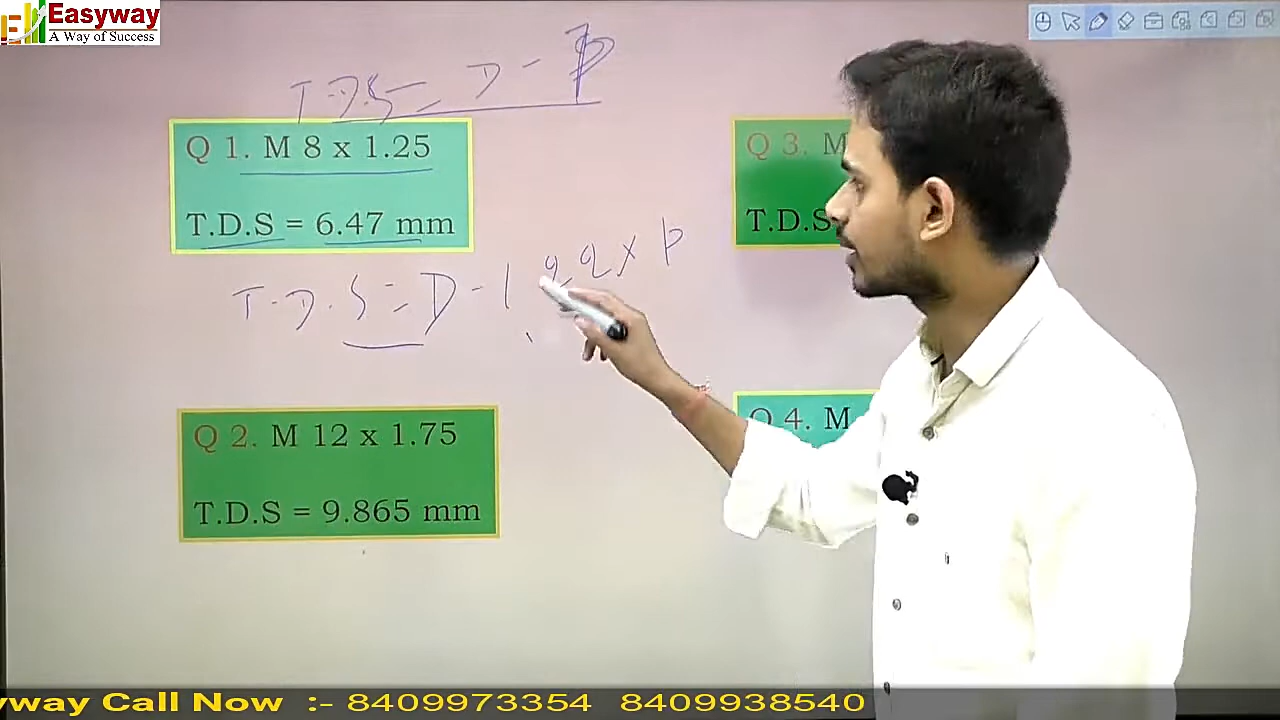 Easyway
A Way of Success
T.D.S = D - P
Q 1. M 8 x 1.25
T.D.S = 6.47 mm
Q 3. M
T.D.S
T.D.S = D - 1.22 x P
Q 2. M 12 x 1.75
T.D.S = 9.865 mm
Q 4. M
yway Call Now :- 8409973354 8409938540